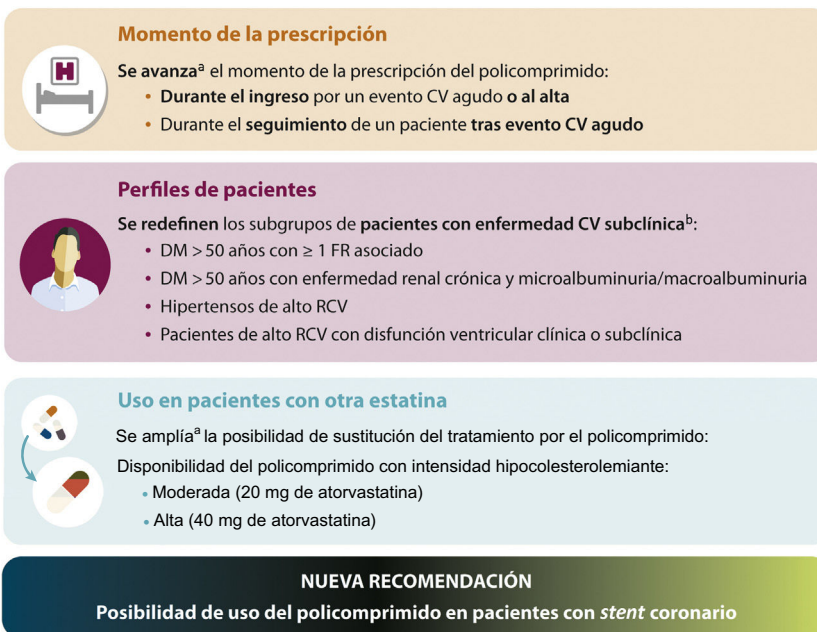 Momento de la prescripción
H
Se avanzaᵃ el momento de la prescripción del policomprimido:
• Durante el ingreso por un evento CV agudo o al alta
• Durante el seguimiento de un paciente tras evento CV agudo
Perfiles de pacientes
Se redefinen los subgrupos de pacientes con enfermedad CV subclínicaᵇ:
• DM > 50 años con ≥ 1 FR asociado
• DM > 50 años con enfermedad renal crónica y microalbuminuria/macroalbuminuria
• Hipertensos de alto RCV
• Pacientes de alto RCV con disfunción ventricular clínica o subclínica
Uso en pacientes con otra estatina
Se amplíaᵃ la posibilidad de sustitución del tratamiento por el policomprimido:
Disponibilidad del policomprimido con intensidad hipocolesterolemiante:
• Moderada (20 mg de atorvastatina)
• Alta (40 mg de atorvastatina)
NUEVA RECOMENDACIÓN
Posibilidad de uso del policomprimido en pacientes con stent coronario